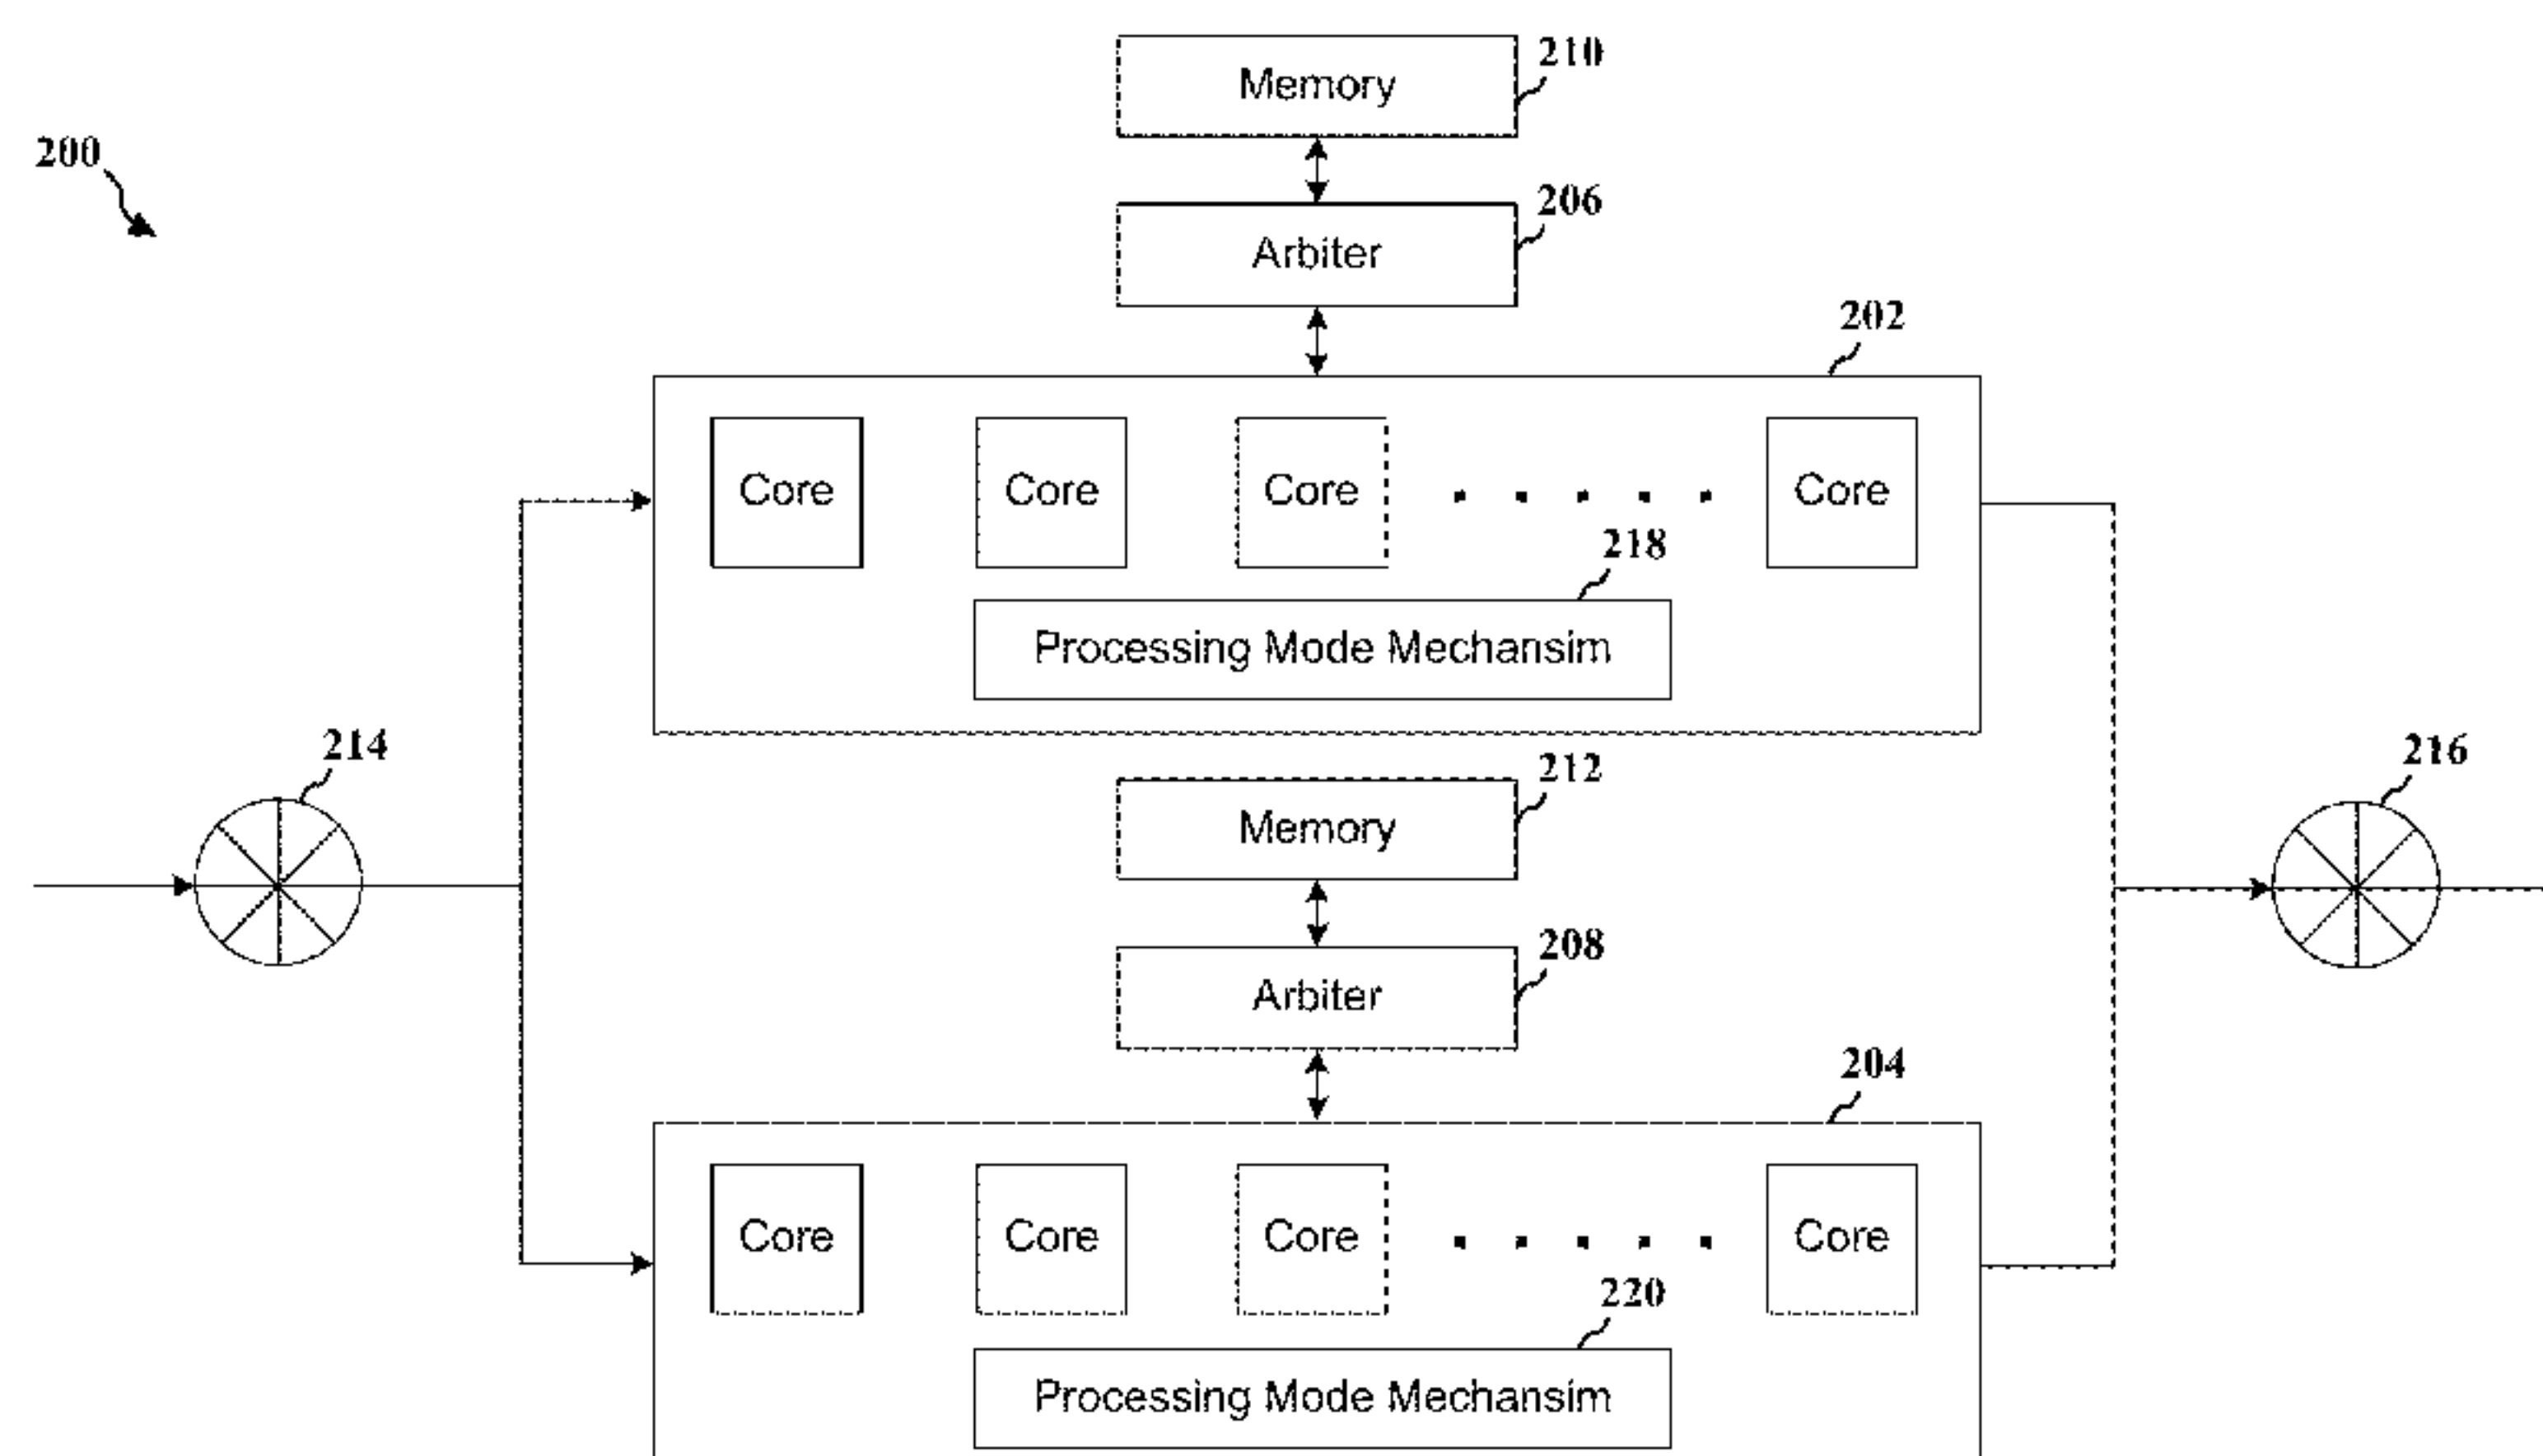 210
Memory
200
206
Arbiter
202
Core Core Core . . . . . Core
218
Processing Mode Mechansim
214
216
212
Memory
208
Arbiter
204
Core Core Core . . . . . Core
220
Processing Mode Mechansim